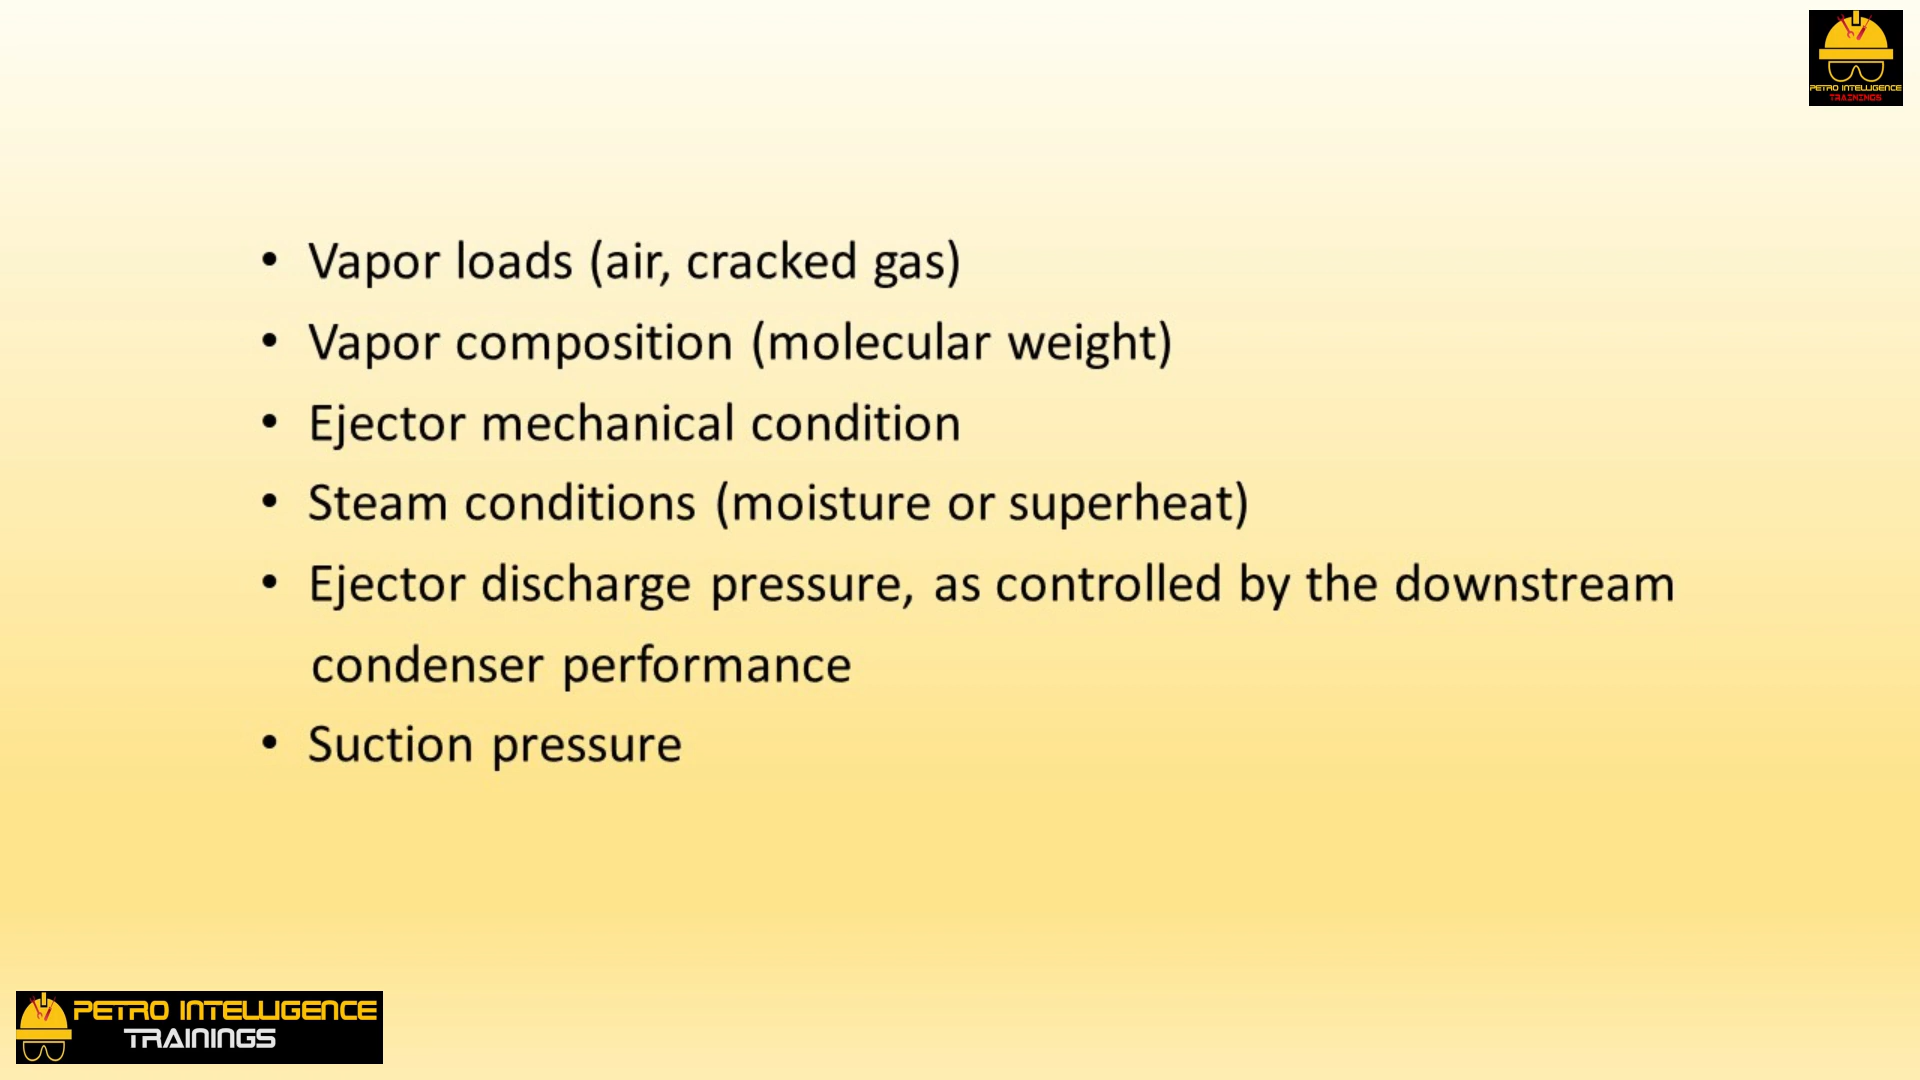 PETRO INTELLIGENCE
TRAININGS
• Vapor loads (air, cracked gas)
• Vapor composition (molecular weight)
• Ejector mechanical condition
• Steam conditions (moisture or superheat)
• Ejector discharge pressure, as controlled by the downstream
condenser performance
• Suction pressure
PETRO INTELLIGENCE
TRAININGS